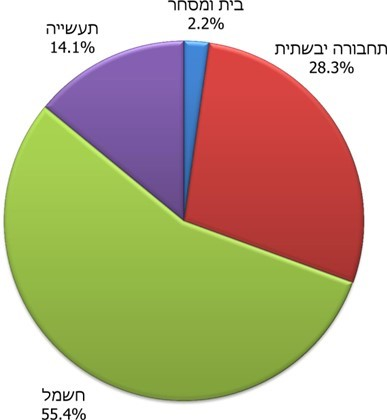 בית ומסחר
2.2%
תחבורה יבשתית
28.3%
תעשייה
14.1%
חשמל
55.4%